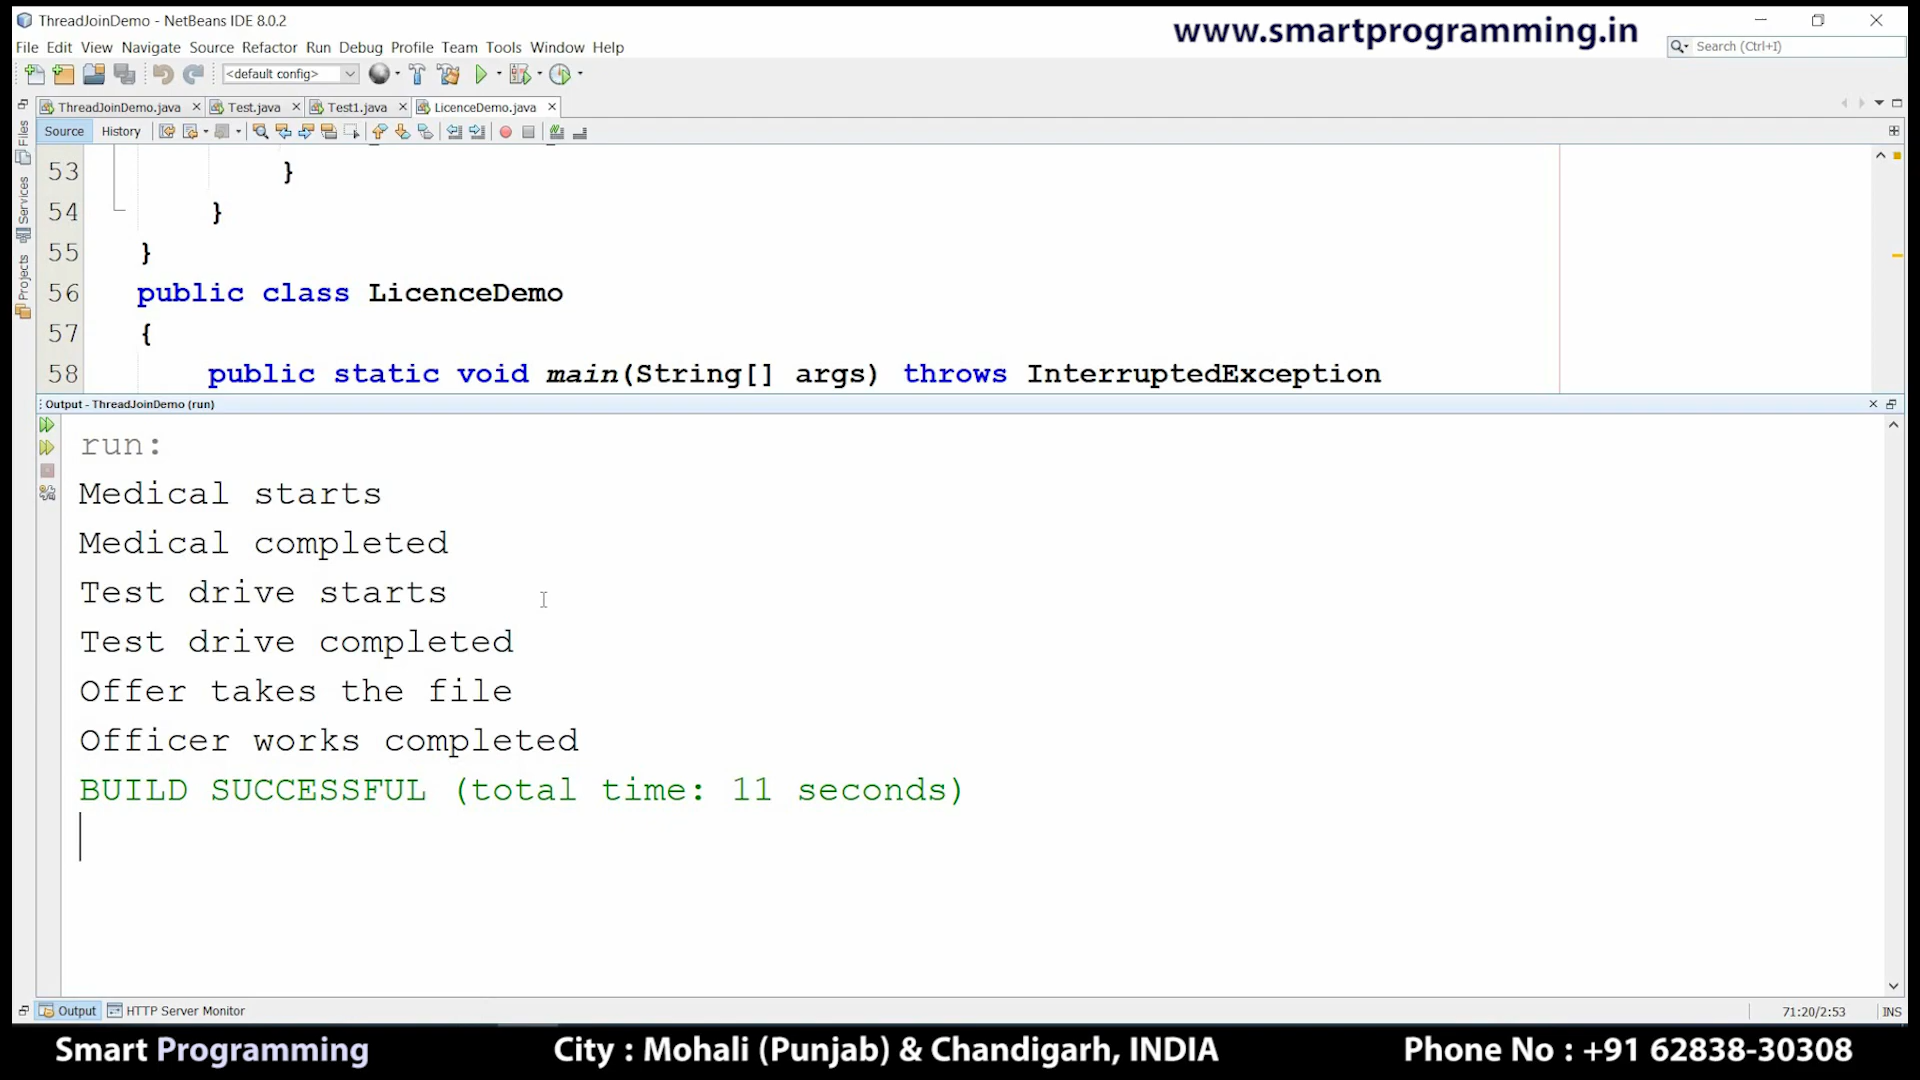 ThreadJoinDemo - NetBeans IDE 8.0.2
www.smartprogramming.in
File Edit View Navigate Source Refactor Run Debug Profile Team Tools Window Help
Search (Ctrl+I)
<default config>
ThreadJoinDemo.java Test.java Test1.java LicenceDemo.java
Source History
Files
Services
Projects
53 }
54 }
55 }
56 public class LicenceDemo
57 {
58 public static void main(String[] args) throws InterruptedException
Output - ThreadJoinDemo (run)
run:
Medical starts
Medical completed
Test drive starts
Test drive completed
Offer takes the file
Officer works completed
BUILD SUCCESSFUL (total time: 11 seconds)
Output HTTP Server Monitor
71:20/2:53 INS
Smart Programming City : Mohali (Punjab) & Chandigarh, INDIA Phone No : +91 62838-30308